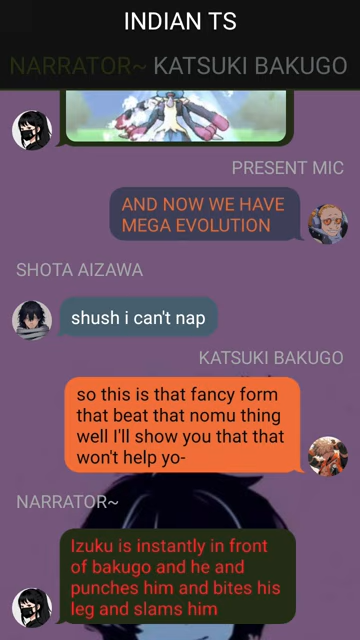 INDIAN TS
NARRATOR~ KATSUKI BAKUGO
PRESENT MIC
AND NOW WE HAVE
MEGA EVOLUTION
SHOTA AIZAWA
shush i can't nap
KATSUKI BAKUGO
so this is that fancy form
that beat that nomu thing
well I'll show you that that
won't help yo-
NARRATOR~
Izuku is instantly in front
of bakugo and he and
punches him and bites his
leg and slams him